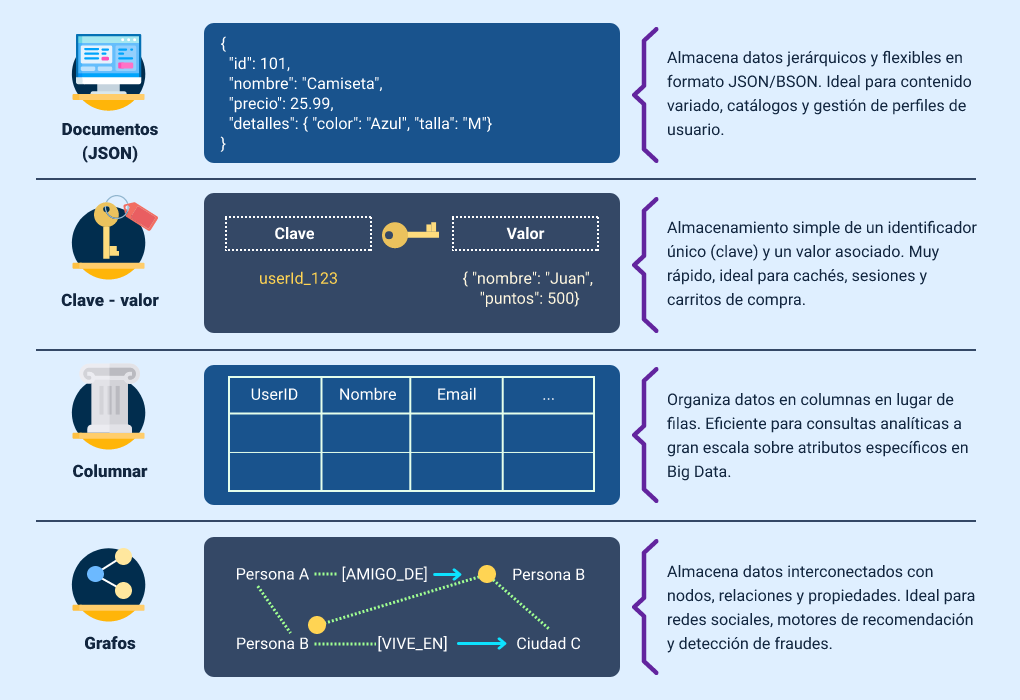 Documentos
(JSON)
{
"id": 101,
"nombre": "Camiseta",
"precio": 25.99,
"detalles": { "color": "Azul", "talla": "M"}
}
Almacena datos jerárquicos y flexibles en
formato JSON/BSON. Ideal para contenido
variado, catálogos y gestión de perfiles de
usuario.
Clave - valor
Clave
Valor
userId_123
{ "nombre": "Juan",
"puntos": 500}
Almacenamiento simple de un identificador
único (clave) y un valor asociado. Muy
rápido, ideal para cachés, sesiones y
carritos de compra.
Columnar
UserID Nombre Email ...
Organiza datos en columnas en lugar de
filas. Eficiente para consultas analíticas a
gran escala sobre atributos específicos en
Big Data.
Grafos
Persona A [AMIGO_DE] Persona B
Persona B [VIVE_EN] Ciudad C
Almacena datos interconectados con
nodos, relaciones y propiedades. Ideal para
redes sociales, motores de recomendación
y detección de fraudes.